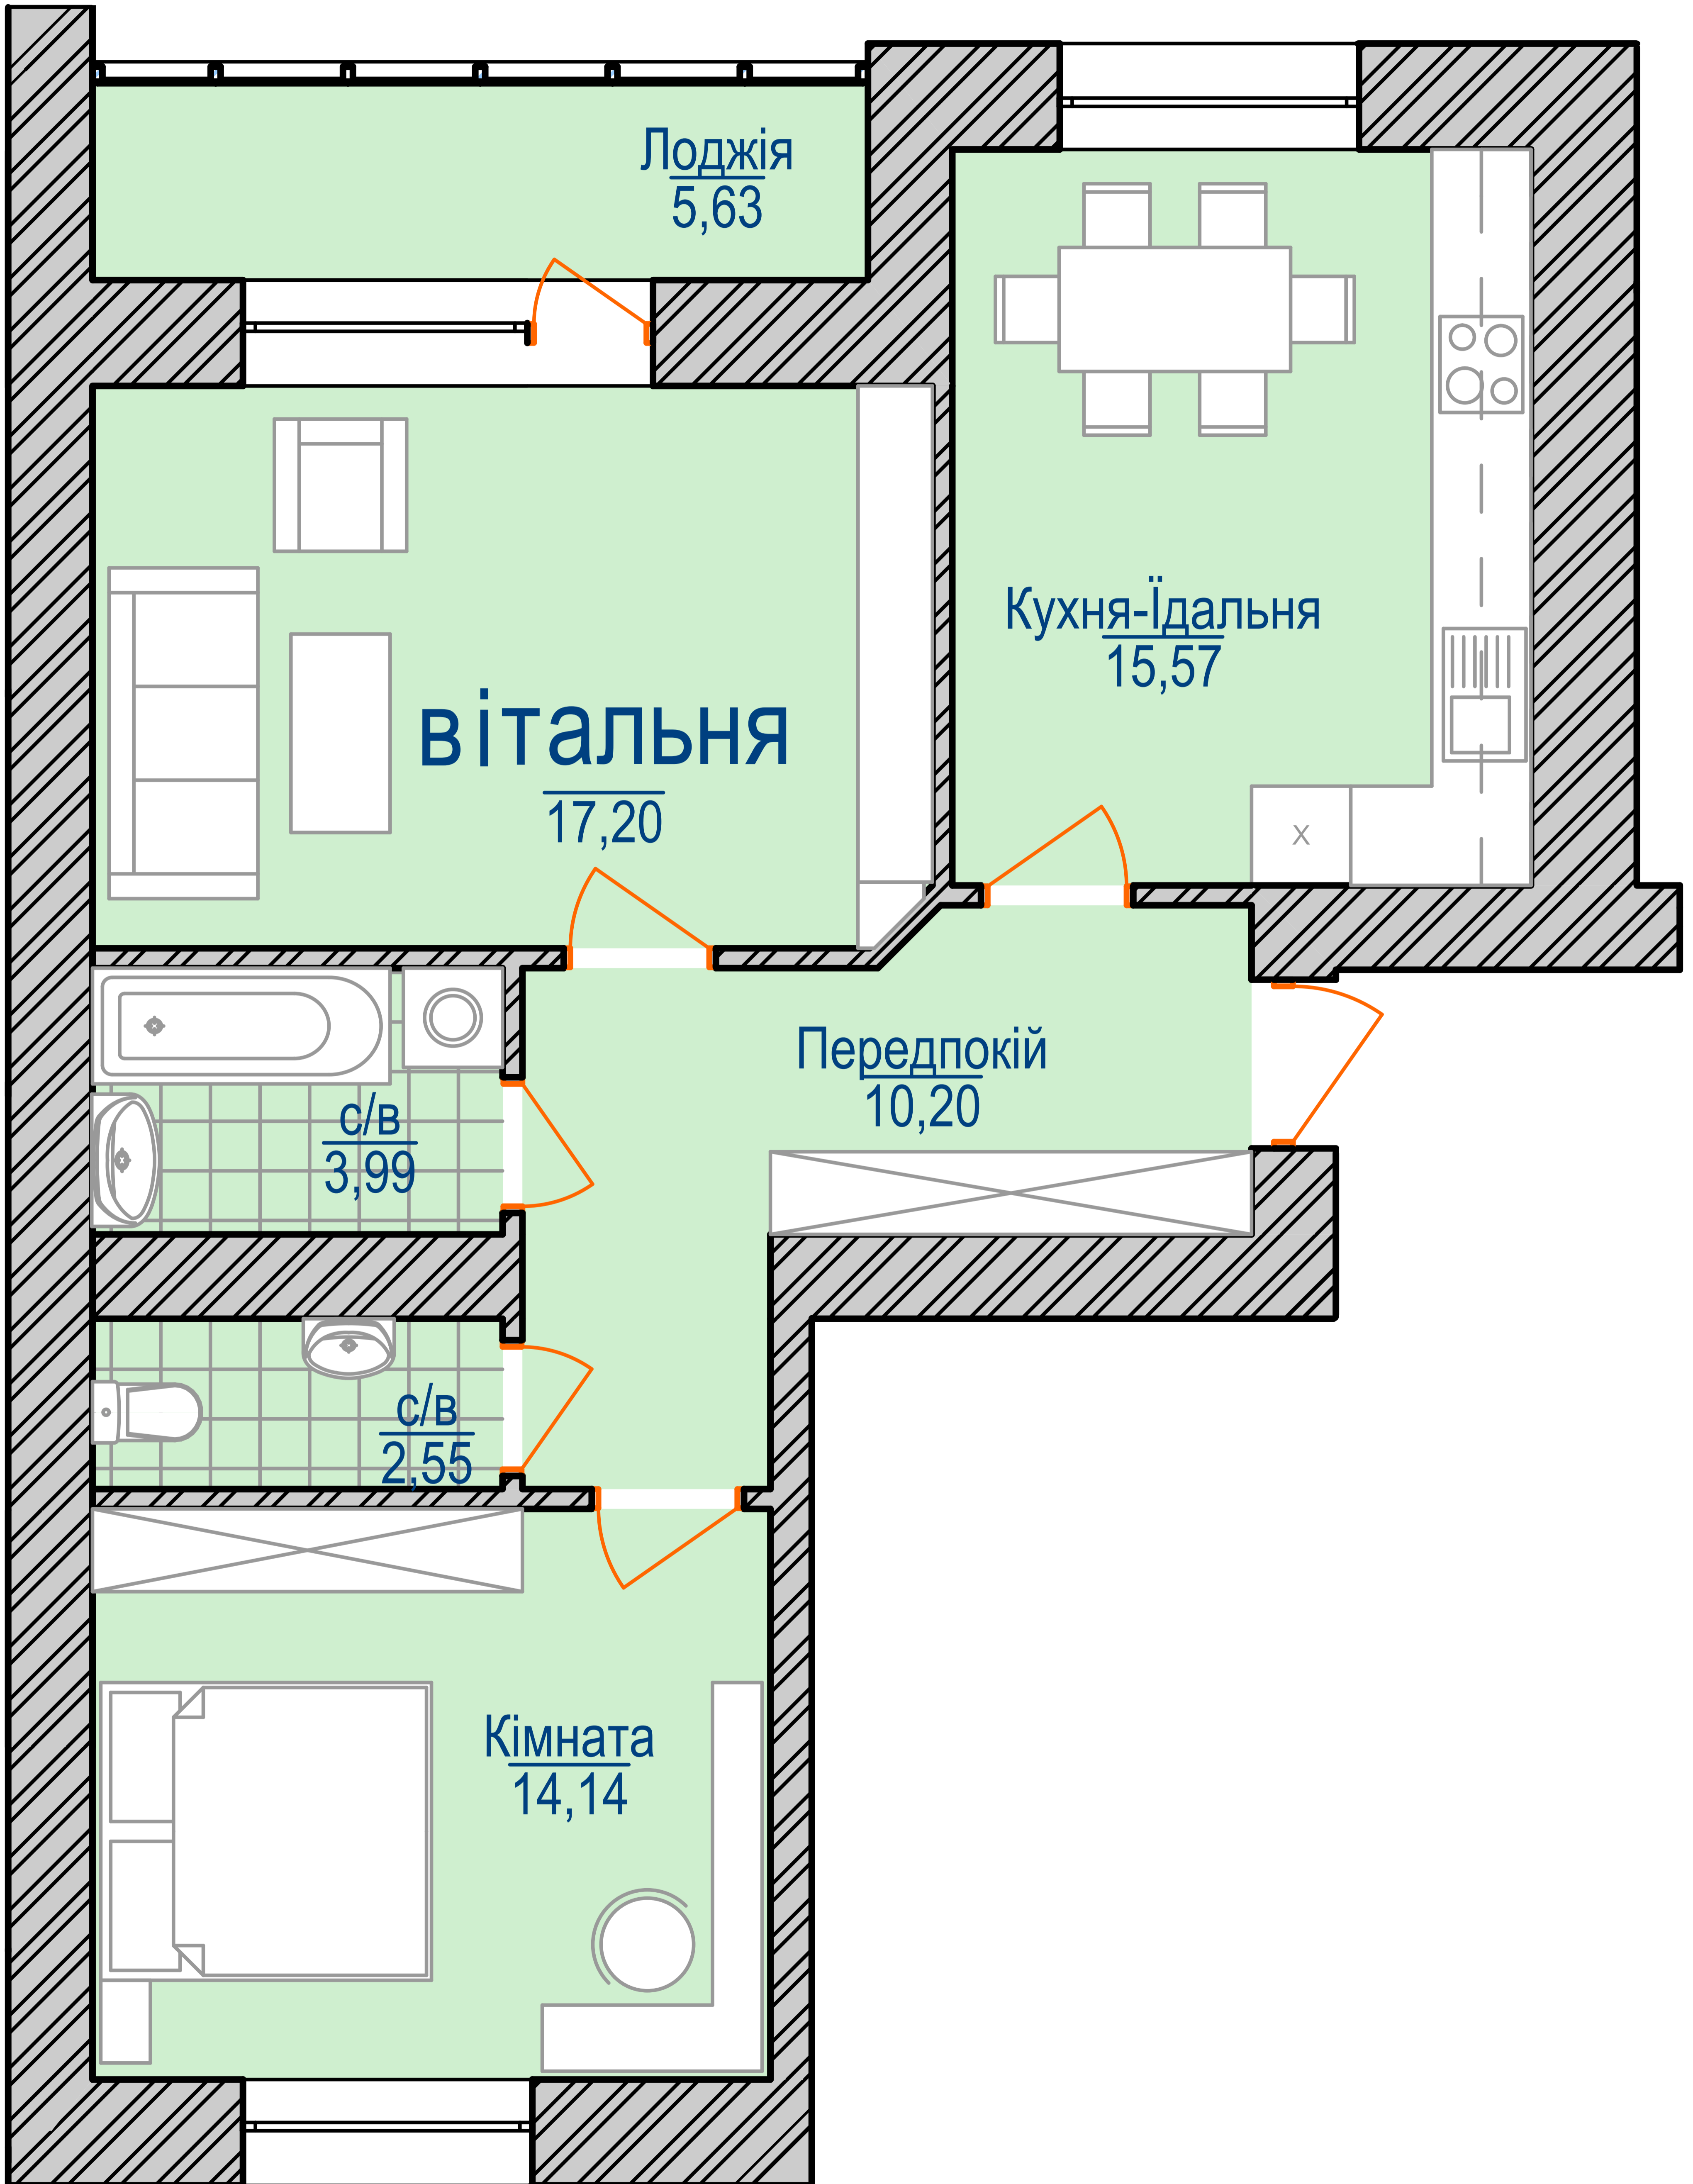 Лоджія
5,63
Кухня-Їдальня
15,57
вітальня
17,20
х
Передпокій
10,20
с/в
3,99
с/в
2,55
Кімната
14,14